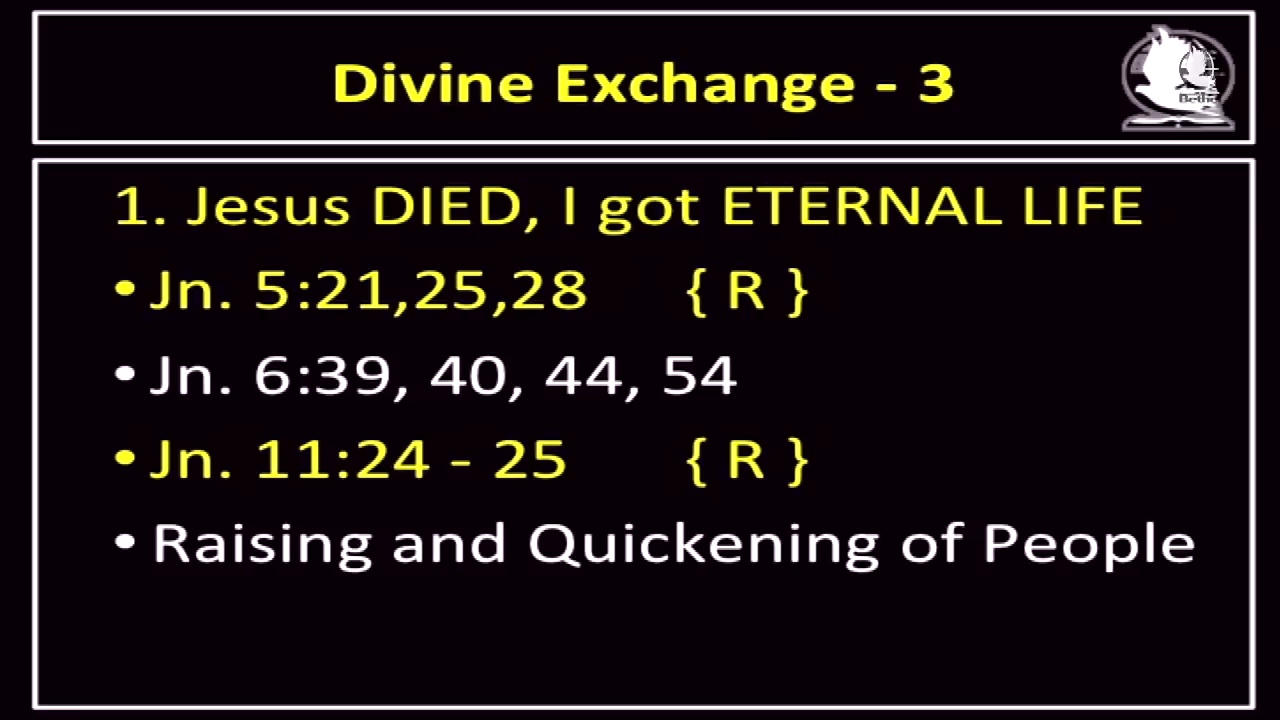 Divine Exchange - 3
1. Jesus DIED, I got ETERNAL LIFE
• Jn. 5:21,25,28 { R }
• Jn. 6:39, 40, 44, 54
• Jn. 11:24 - 25 { R }
• Raising and Quickening of People